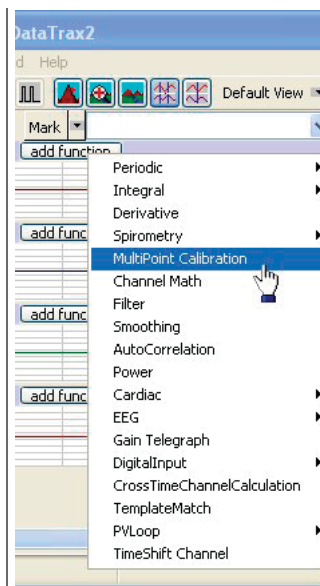 DataTrax2
d Help
Default View
Mark
add function
Periodic
Integral
Derivative
add func
Spirometry
MultiPoint Calibration
Channel Math
Filter
add func
Smoothing
AutoCorrelation
Power
add func
Cardiac
EEG
Gain Telegraph
DigitalInput
CrossTimeChannelCalculation
TemplateMatch
PVLoop
TimeShift Channel